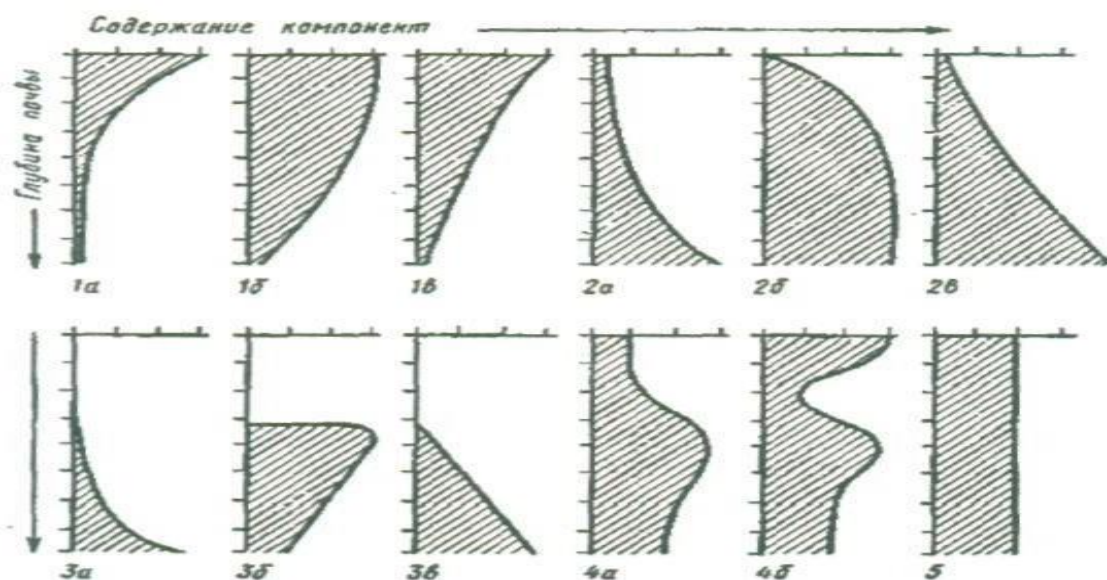 Содержание компонент
Глубина почвы
1а 1б 1в 2а 2б 2в
3а 3б 3в 4а 4б 5